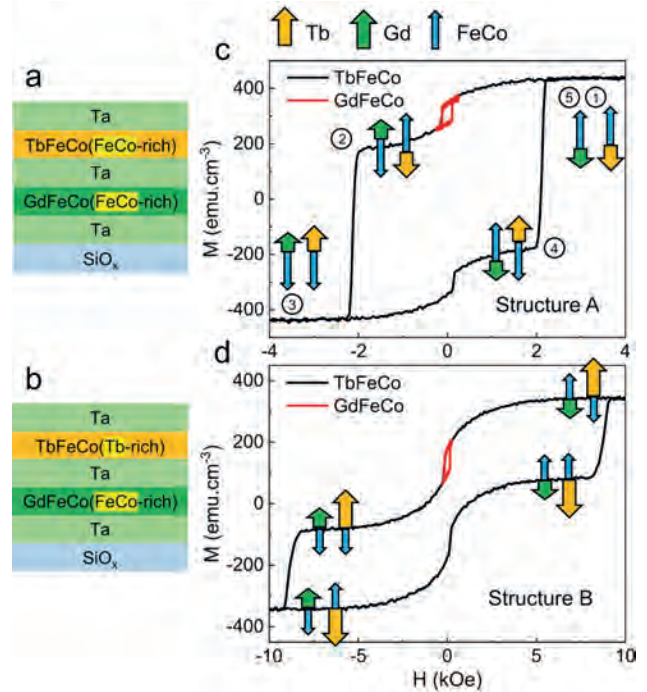 Tb Gd FeCo
a
Ta
TbFeCo(FeCo-rich)
Ta
GdFeCo(FeCo-rich)
Ta
SiOₓ
c
TbFeCo
GdFeCo
⑤ ①
②
③
④
Structure A
M (emu.cm⁻³)
400
200
0
-200
-400
-4 -2 0 2 4
b
Ta
TbFeCo(Tb-rich)
Ta
GdFeCo(FeCo-rich)
Ta
SiOₓ
d
TbFeCo
GdFeCo
Structure B
M (emu.cm⁻³)
400
200
0
-200
-400
-10 -5 0 5 10
H (kOe)